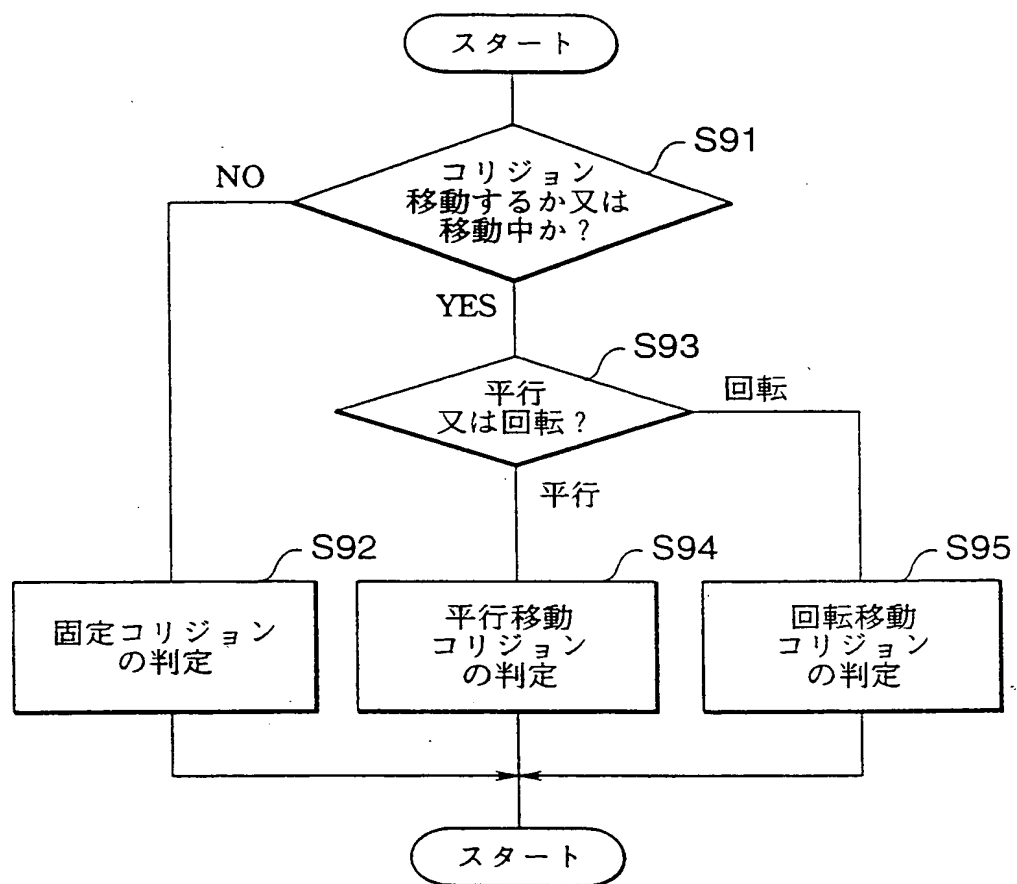 スタート
S91
コリジョン
移動するか又は
移動中か?
NO
YES
S93
平行
又は回転?
回転
平行
S92
固定コリジョン
の判定
S94
平行移動
コリジョン
の判定
S95
回転移動
コリジョン
の判定
スタート